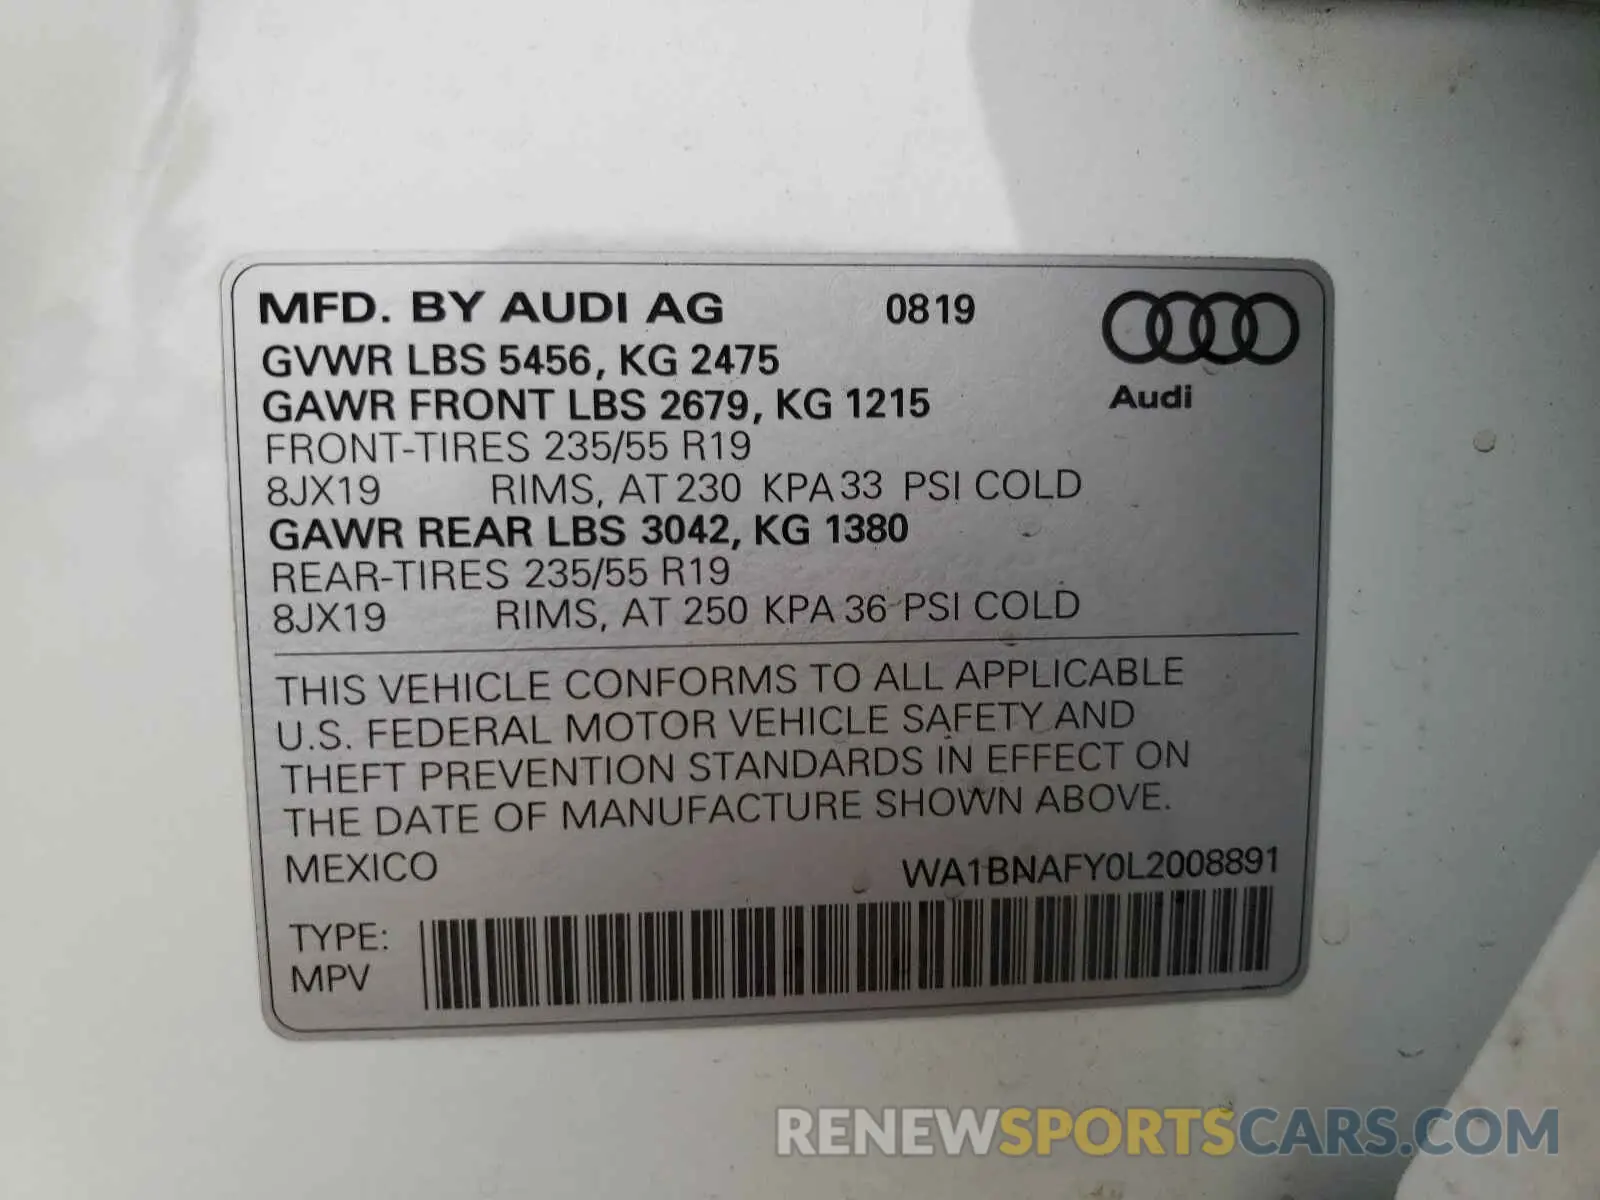 MFD. BY AUDI AG 0819
GVWR LBS 5456, KG 2475
GAWR FRONT LBS 2679, KG 1215
Audi
FRONT-TIRES 235/55 R19
8JX19 RIMS, AT 230 KPA 33 PSI COLD
GAWR REAR LBS 3042, KG 1380
REAR-TIRES 235/55 R19
8JX19 RIMS, AT 250 KPA 36 PSI COLD
THIS VEHICLE CONFORMS TO ALL APPLICABLE
U.S. FEDERAL MOTOR VEHICLE SAFETY AND
THEFT PREVENTION STANDARDS IN EFFECT ON
THE DATE OF MANUFACTURE SHOWN ABOVE.
MEXICO WA1BNAFY0L2008891
TYPE:
MPV
RENEWSPORTSCARS.COM